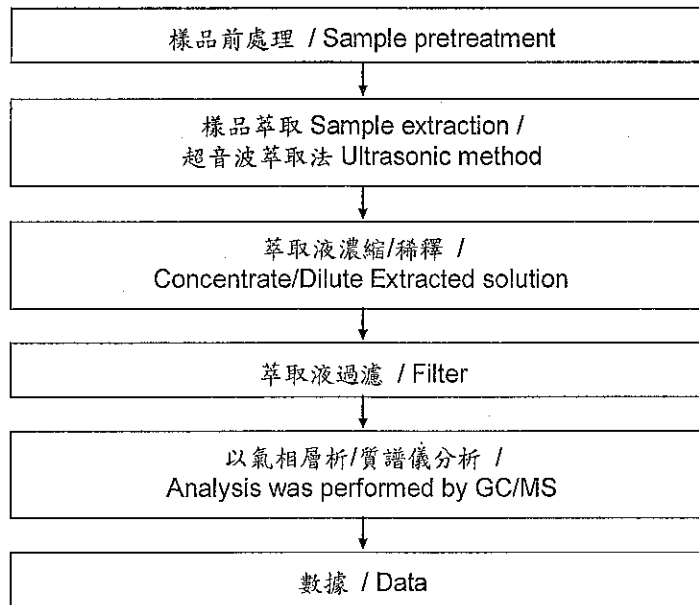 樣品前處理 / Sample pretreatment
樣品萃取 Sample extraction /
超音波萃取法 Ultrasonic method
萃取液濃縮/稀釋 /
Concentrate/Dilute Extracted solution
萃取液過濾 / Filter
以氣相層析/質譜儀分析 /
Analysis was performed by GC/MS
數據 / Data